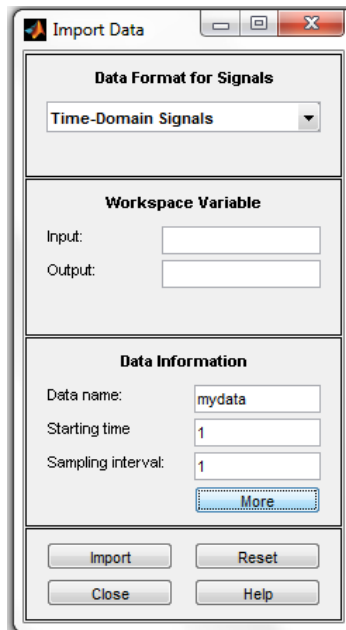 Import Data
Data Format for Signals
Time-Domain Signals
Workspace Variable
Input:
Output:
Data Information
Data name: mydata
Starting time 1
Sampling interval: 1
More
Import Reset
Close Help